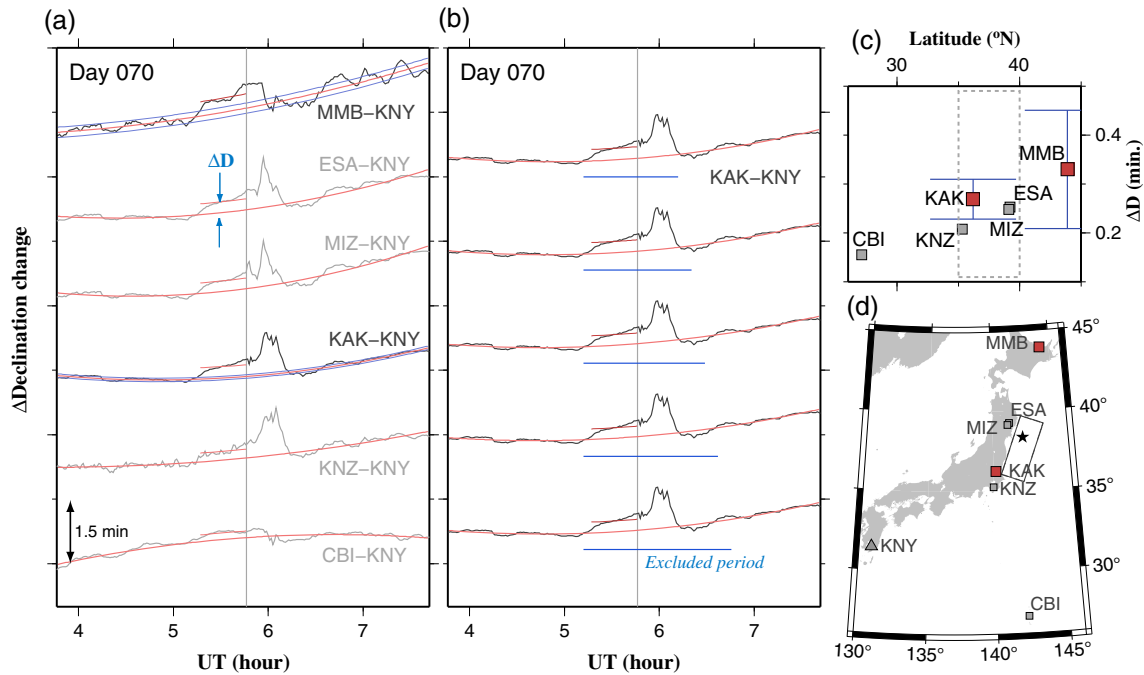 (a)
Day 070
MMB–KNY
ESA–KNY
ΔD
MIZ–KNY
KAK–KNY
KNZ–KNY
1.5 min
CBI–KNY
ΔDeclination change
4 5 6 7
UT (hour)
(b)
Day 070
KAK–KNY
Excluded period
4 5 6 7
UT (hour)
(c)
Latitude (°N)
30 40
0.4
0.2
ΔD (min.)
MMB
KAK
ESA
MIZ
KNZ
CBI
(d)
45°
40°
35°
30°
130° 135° 140° 145°
MMB
ESA
MIZ
KAK
KNZ
KNY
CBI